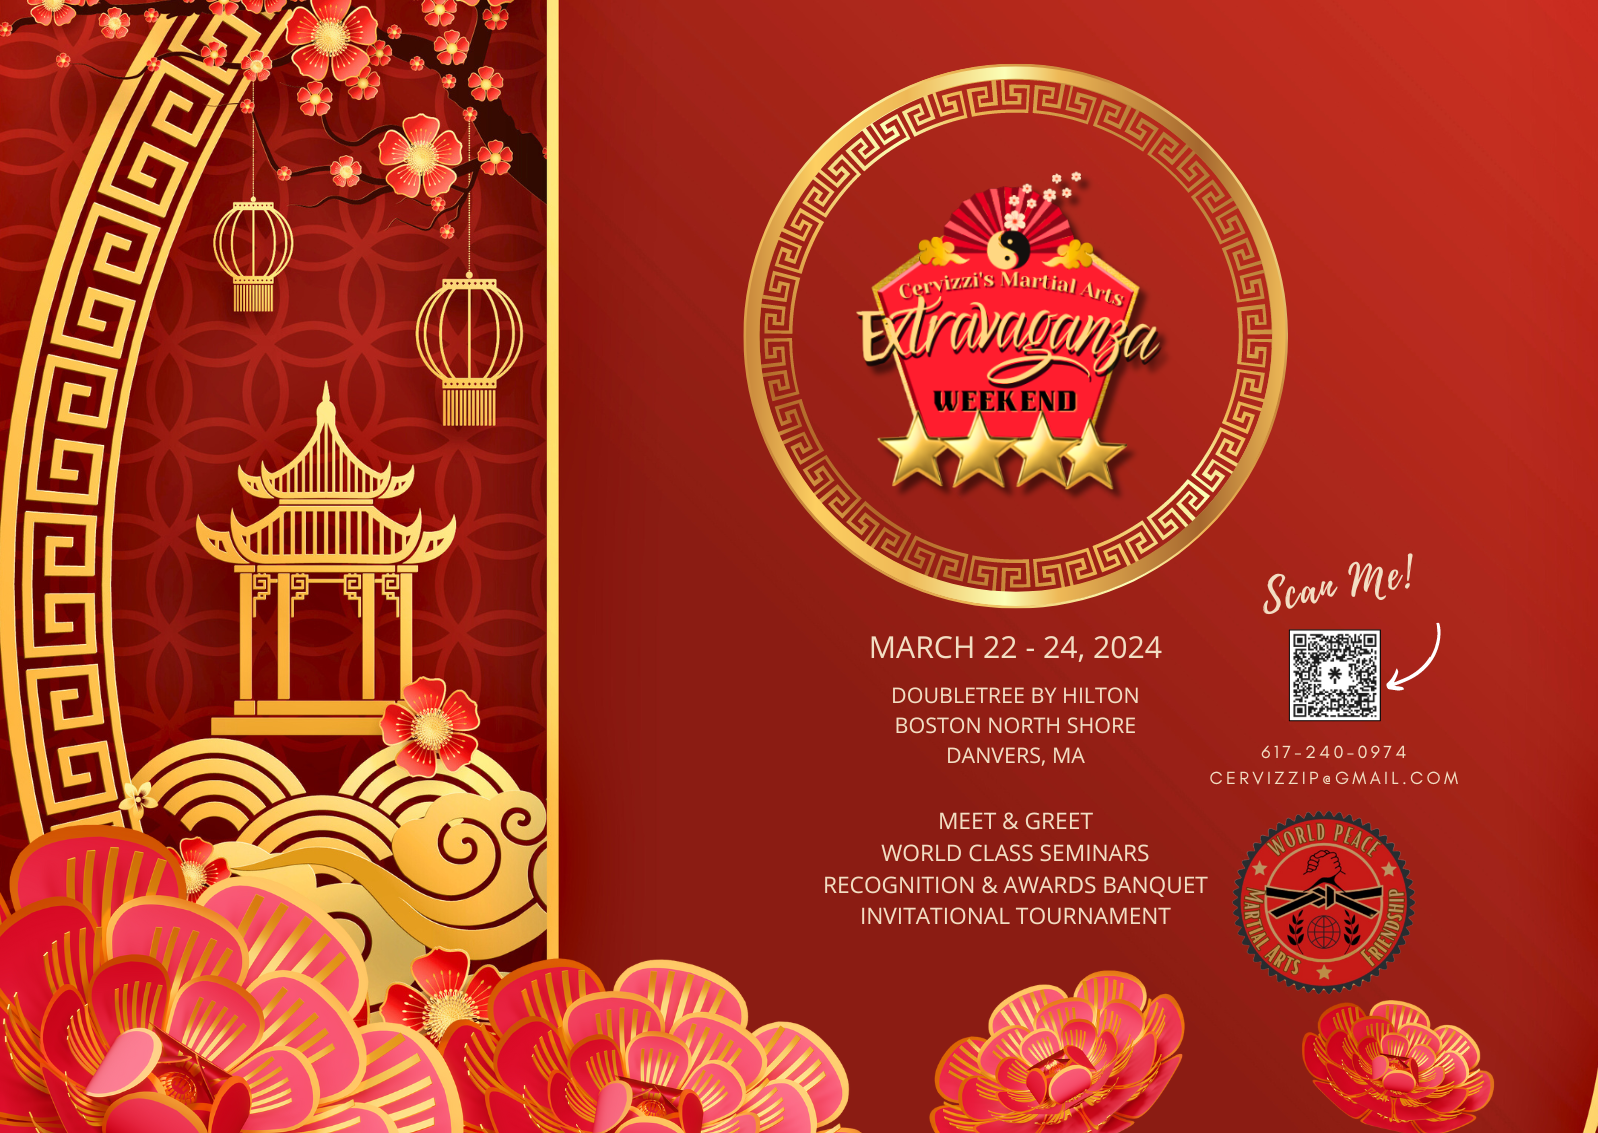 Cervizzi's Martial Arts
Extravaganza
WEEKEND
MARCH 22 - 24, 2024
DOUBLETREE BY HILTON
BOSTON NORTH SHORE
DANVERS, MA
MEET & GREET
WORLD CLASS SEMINARS
RECOGNITION & AWARDS BANQUET
INVITATIONAL TOURNAMENT
Scan Me!
617-240-0974
CERVIZZIP@GMAIL.COM
WORLD PEACE
MARTIAL ARTS
FRIENDSHIP